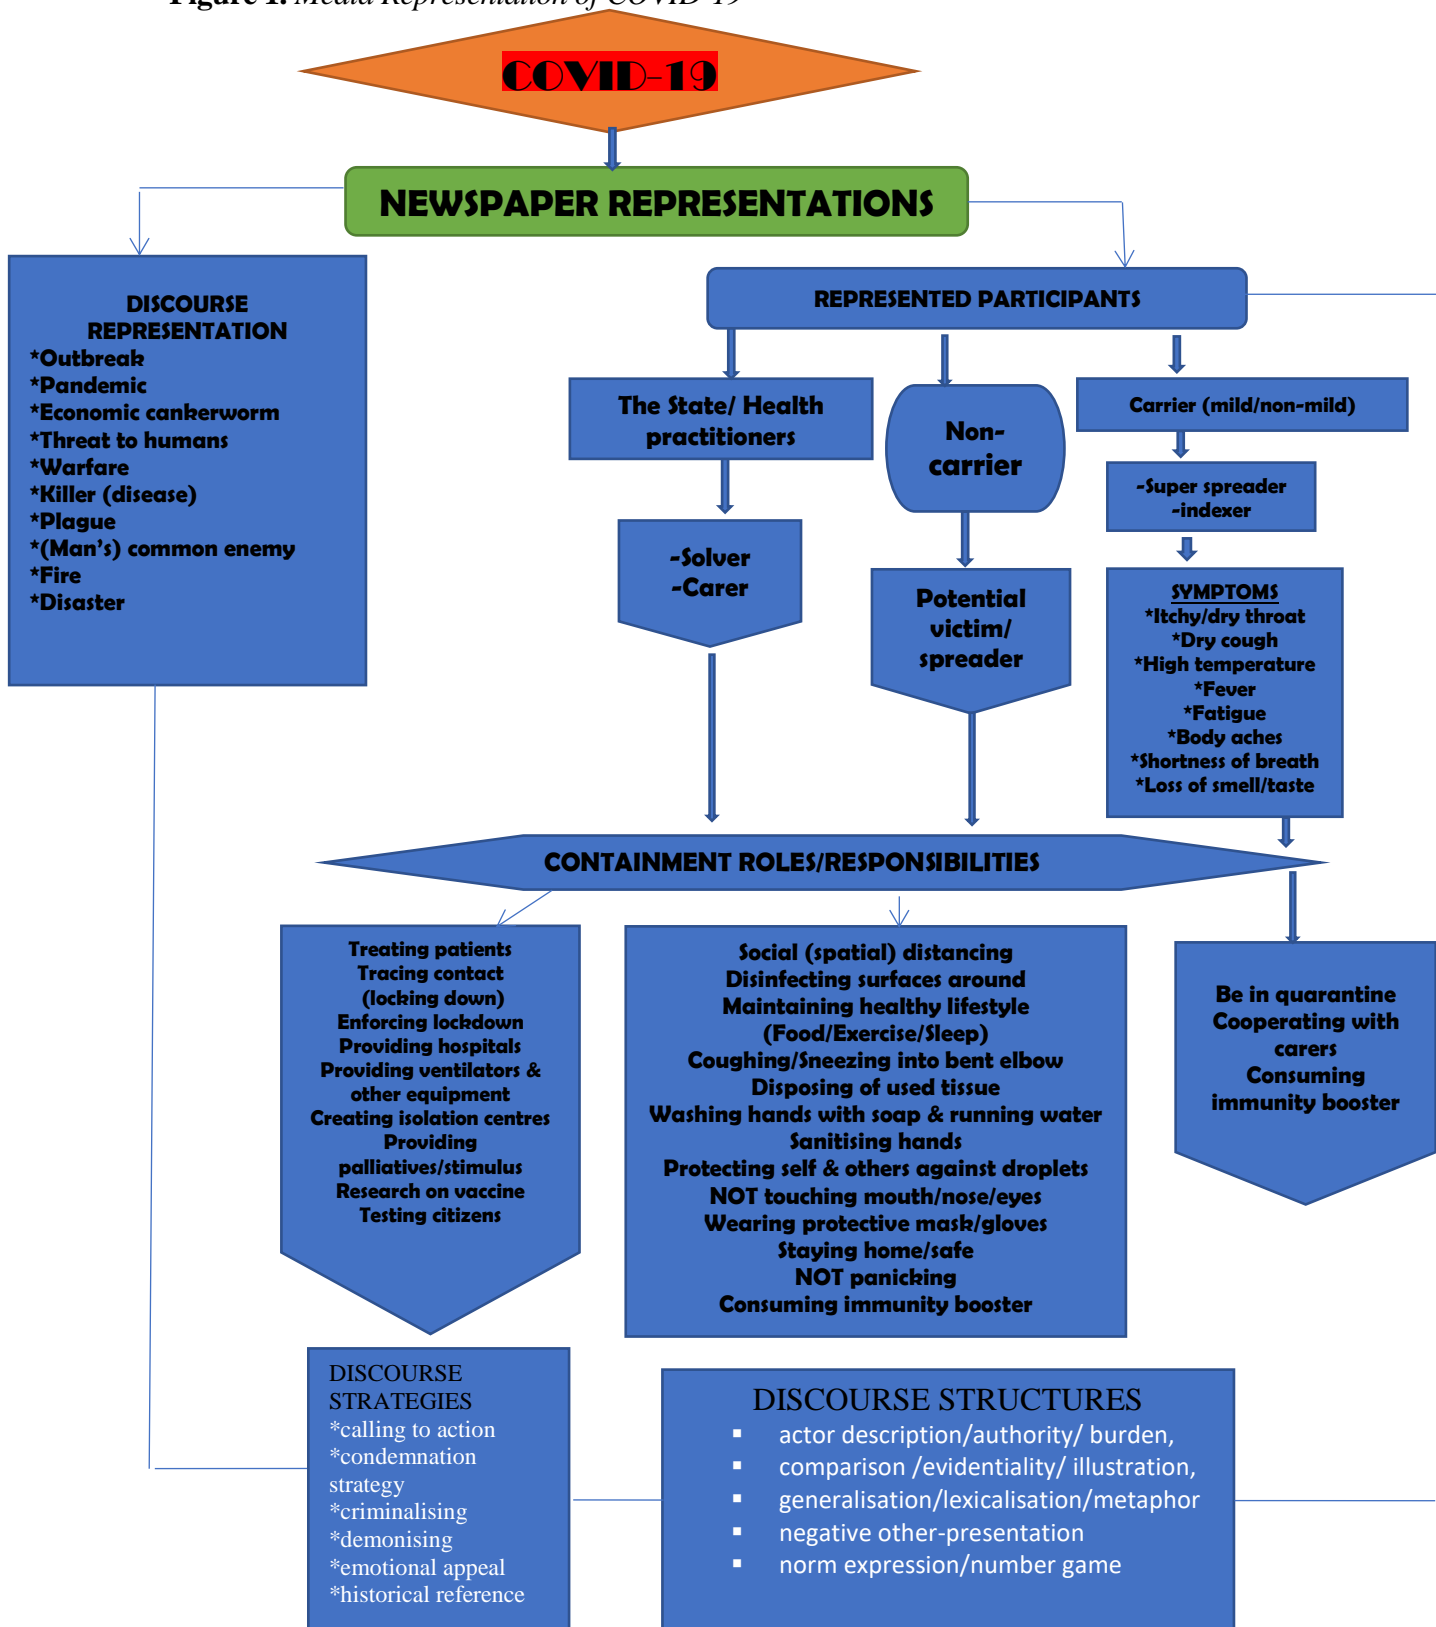 Figure 1. Media Representation of COVID-19
COVID-19
NEWSPAPER REPRESENTATIONS
DISCOURSE
REPRESENTATION
*Outbreak
*Pandemic
*Economic cankerworm
*Threat to humans
*Warfare
*Killer (disease)
*Plague
*(Man's) common enemy
*Fire
*Disaster
REPRESENTED PARTICIPANTS
The State/ Health
practitioners
-Solver
-Carer
Non-
carrier
Potential
victim/
spreader
Carrier (mild/non-mild)
-Super spreader
-indexer
SYMPTOMS
*Itchy/dry throat
*Dry cough
*High temperature
*Fever
*Fatigue
*Body aches
*Shortness of breath
*Loss of smell/taste
CONTAINMENT ROLES/RESPONSIBILITIES
Treating patients
Tracing contact
(locking down)
Enforcing lockdown
Providing hospitals
Providing ventilators &
other equipment
Creating isolation centres
Providing
palliatives/stimulus
Research on vaccine
Testing citizens
Social (spatial) distancing
Disinfecting surfaces around
Maintaining healthy lifestyle
(Food/Exercise/Sleep)
Coughing/Sneezing into bent elbow
Disposing of used tissue
Washing hands with soap & running water
Sanitising hands
Protecting self & others against droplets
NOT touching mouth/nose/eyes
Wearing protective mask/gloves
Staying home/safe
NOT panicking
Consuming immunity booster
Be in quarantine
Cooperating with
carers
Consuming
immunity booster
DISCOURSE
STRATEGIES
*calling to action
*condemnation
strategy
*criminalising
*demonising
*emotional appeal
*historical reference
DISCOURSE STRUCTURES
▪ actor description/authority/ burden,
▪ comparison /evidentiality/ illustration,
▪ generalisation/lexicalisation/metaphor
▪ negative other-presentation
▪ norm expression/number game